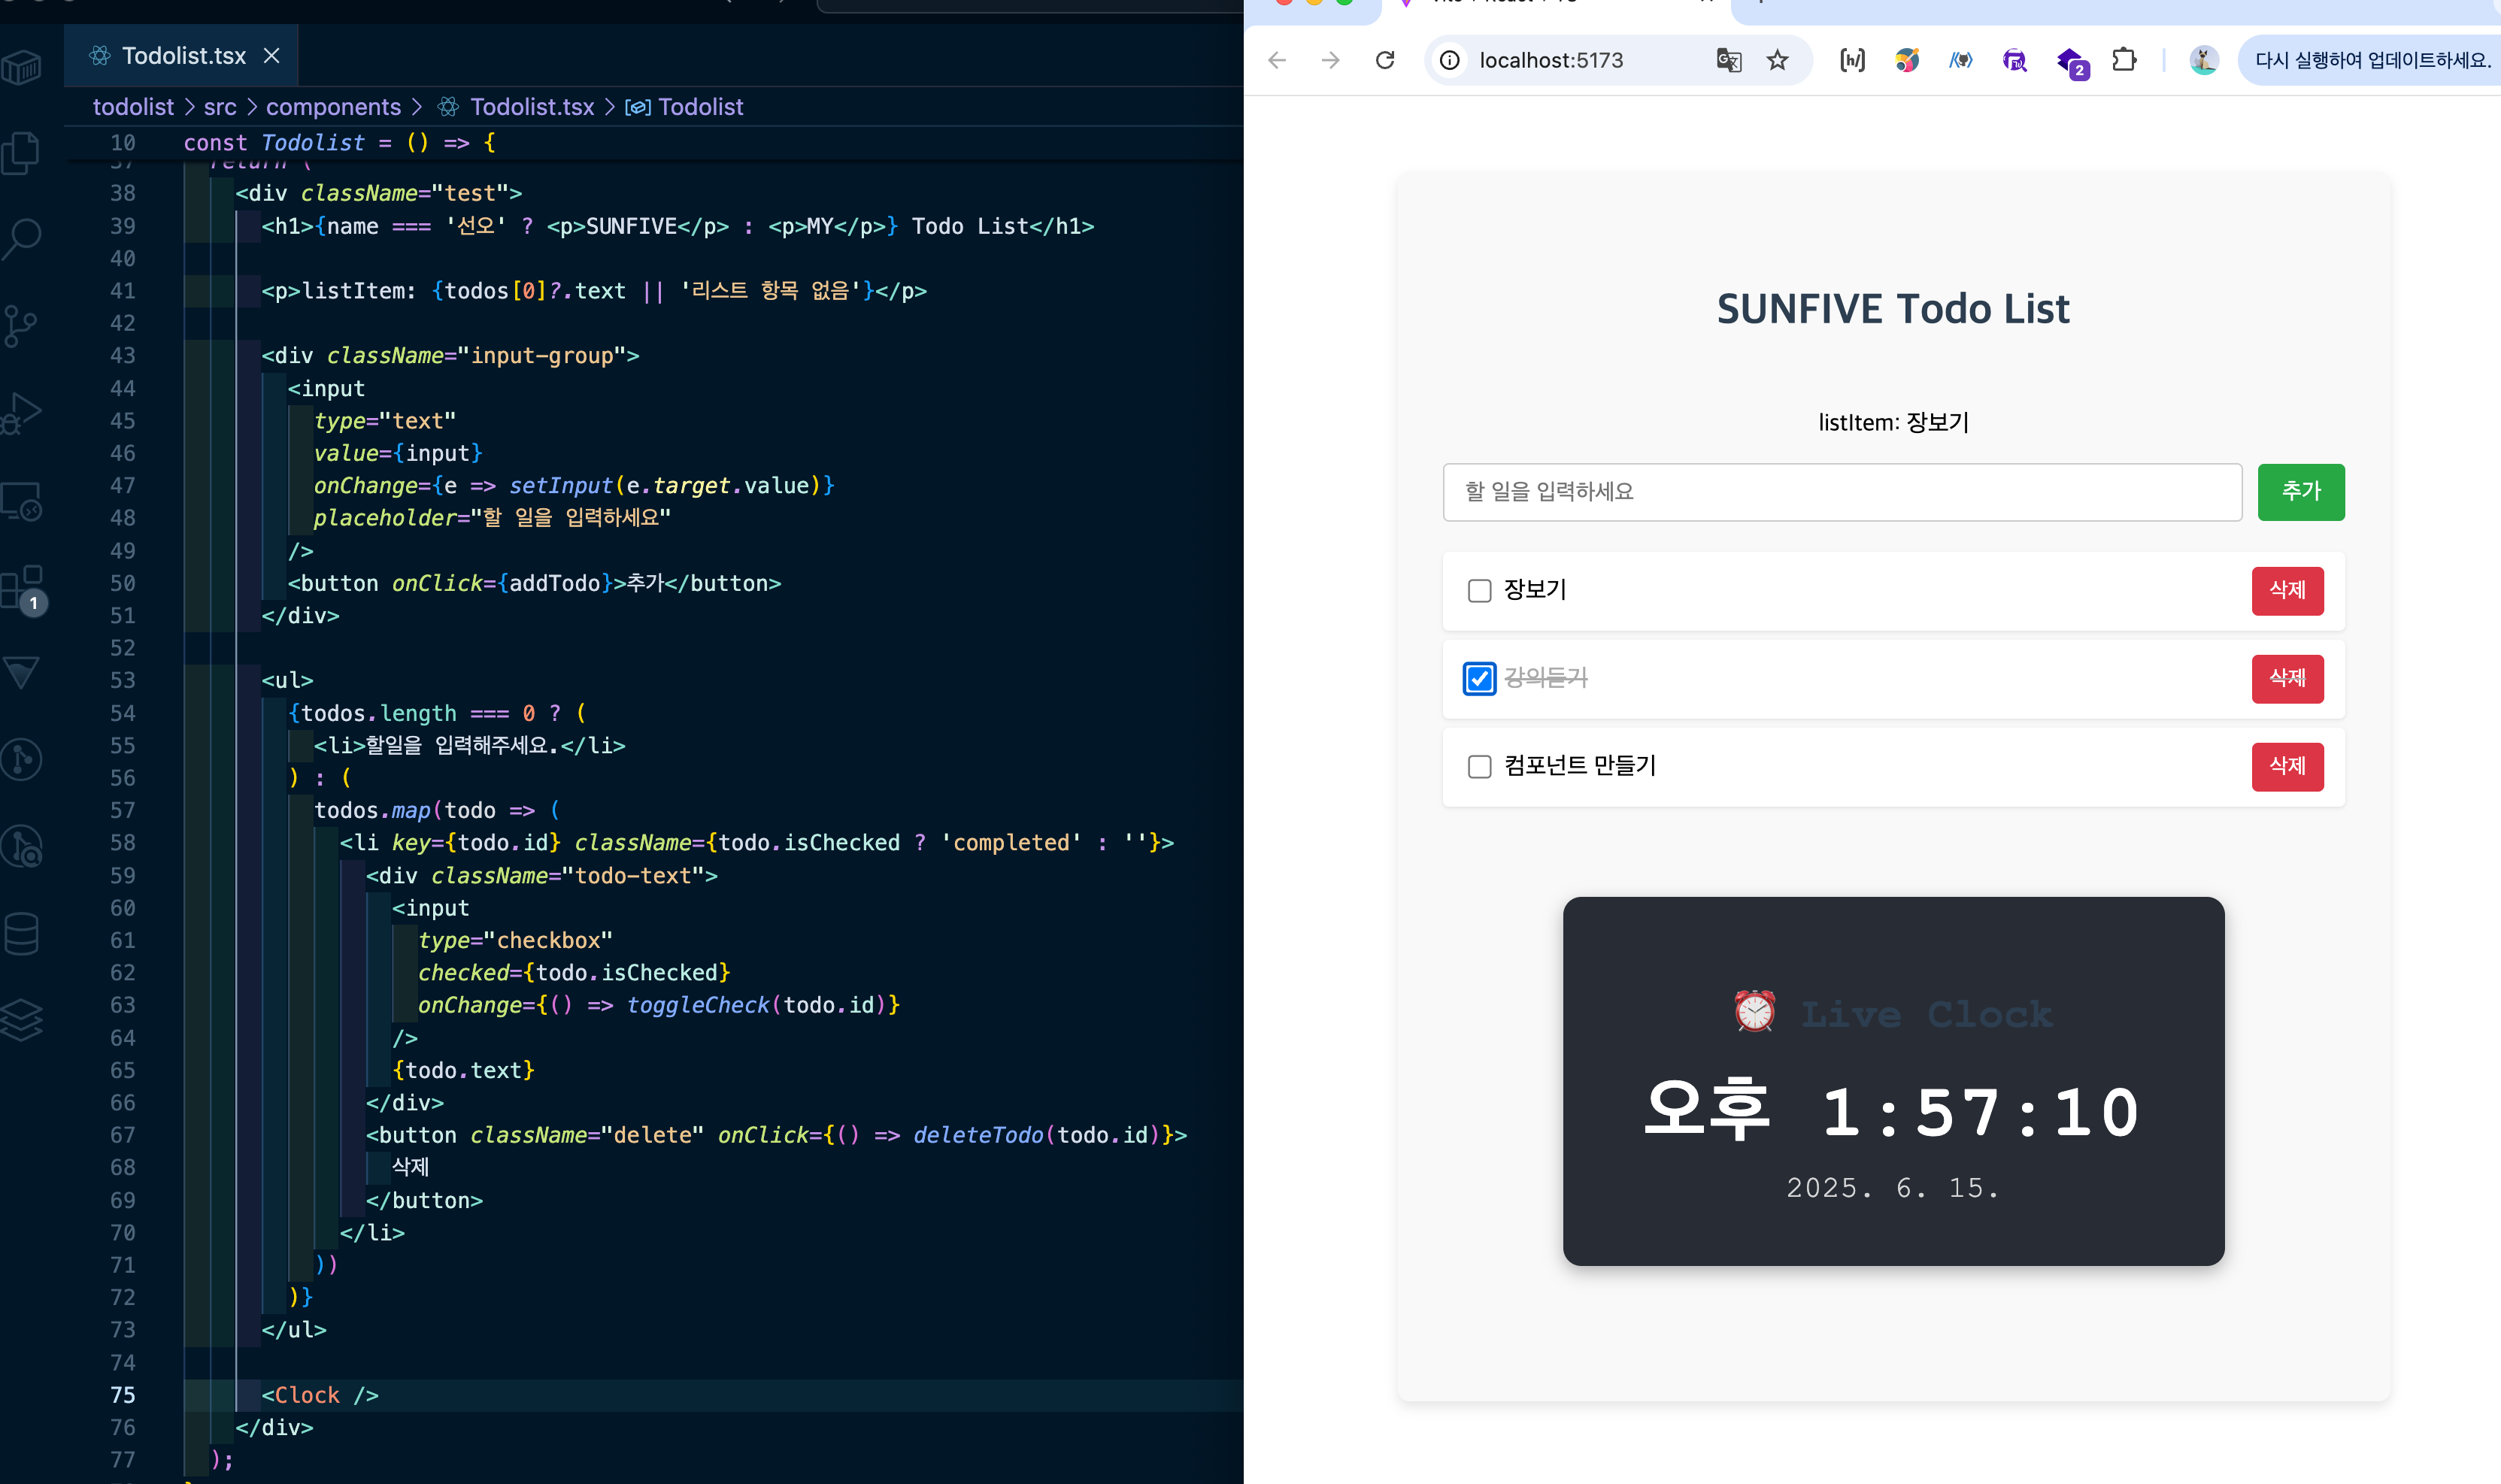 Todolist.tsx
todolist > src > components > Todolist.tsx > Todolist
10 const Todolist = () => {
37 return (
38 <div className="test">
39 <h1>{name === '선오' ? <p>SUNFIVE</p> : <p>MY</p>} Todo List</h1>
40
41 <p>listItem: {todos[0]?.text || '리스트 항목 없음'}</p>
42
43 <div className="input-group">
44 <input
45 type="text"
46 value={input}
47 onChange={e => setInput(e.target.value)}
48 placeholder="할 일을 입력하세요"
49 />
50 <button onClick={addTodo}>추가</button>
51 </div>
52
53 <ul>
54 {todos.length === 0 ? (
55 <li>할일을 입력해주세요.</li>
56 ) : (
57 todos.map(todo => (
58 <li key={todo.id} className={todo.isChecked ? 'completed' : ''}>
59 <div className="todo-text">
60 <input
61 type="checkbox"
62 checked={todo.isChecked}
63 onChange={() => toggleCheck(todo.id)}
64 />
65 {todo.text}
66 </div>
67 <button className="delete" onClick={() => deleteTodo(todo.id)}>
68 삭제
69 </button>
70 </li>
71 ))
72 )}
73 </ul>
74
75 <Clock />
76 </div>
77 );
1
localhost:5173
2
다시 실행하여 업데이트하세요.
SUNFIVE Todo List
listItem: 장보기
할 일을 입력하세요
추가
장보기
삭제
강의듣기
삭제
컴포넌트 만들기
삭제
⏰ Live Clock
오후 1:57:10
2025. 6. 15.